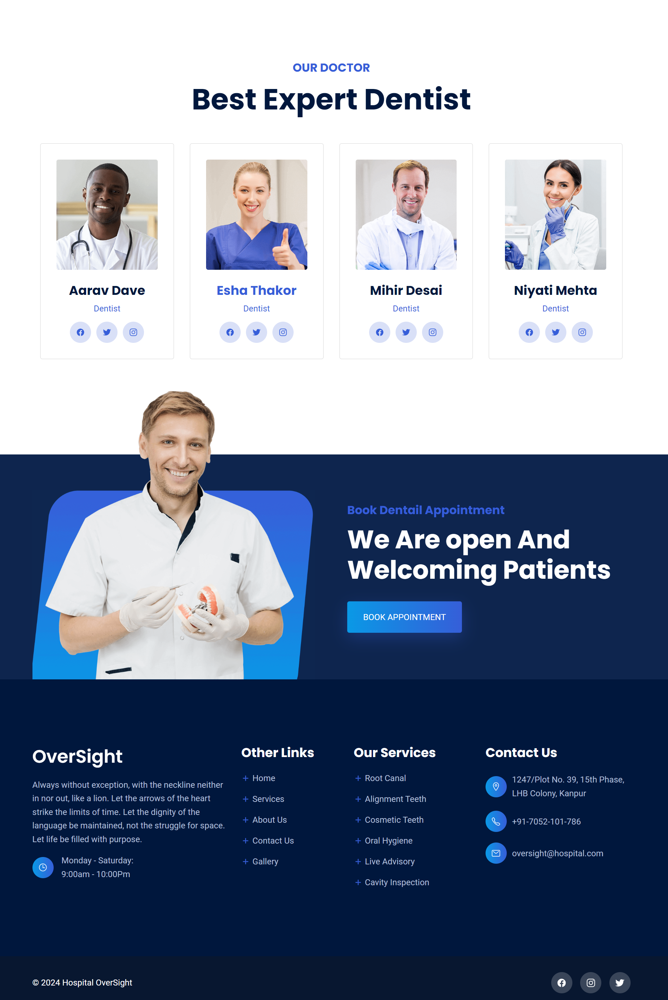 OUR DOCTOR
Best Expert Dentist
Aarav Dave
Dentist
Esha Thakor
Dentist
Mihir Desai
Dentist
Niyati Mehta
Dentist
Book Dentail Appointment
We Are open And
Welcoming Patients
BOOK APPOINTMENT
OverSight
Always without exception, with the neckline neither
in nor out, like a lion. Let the arrows of the heart
strike the limits of time. Let the dignity of the
language be maintained, not the struggle for space.
Let life be filled with purpose.
Monday - Saturday:
9:00am - 10:00Pm
Other Links
Home
Services
About Us
Contact Us
Gallery
Our Services
Root Canal
Alignment Teeth
Cosmetic Teeth
Oral Hygiene
Live Advisory
Cavity Inspection
Contact Us
1247/Plot No. 39, 15th Phase,
LHB Colony, Kanpur
+91-7052-101-786
oversight@hospital.com
© 2024 Hospital OverSight